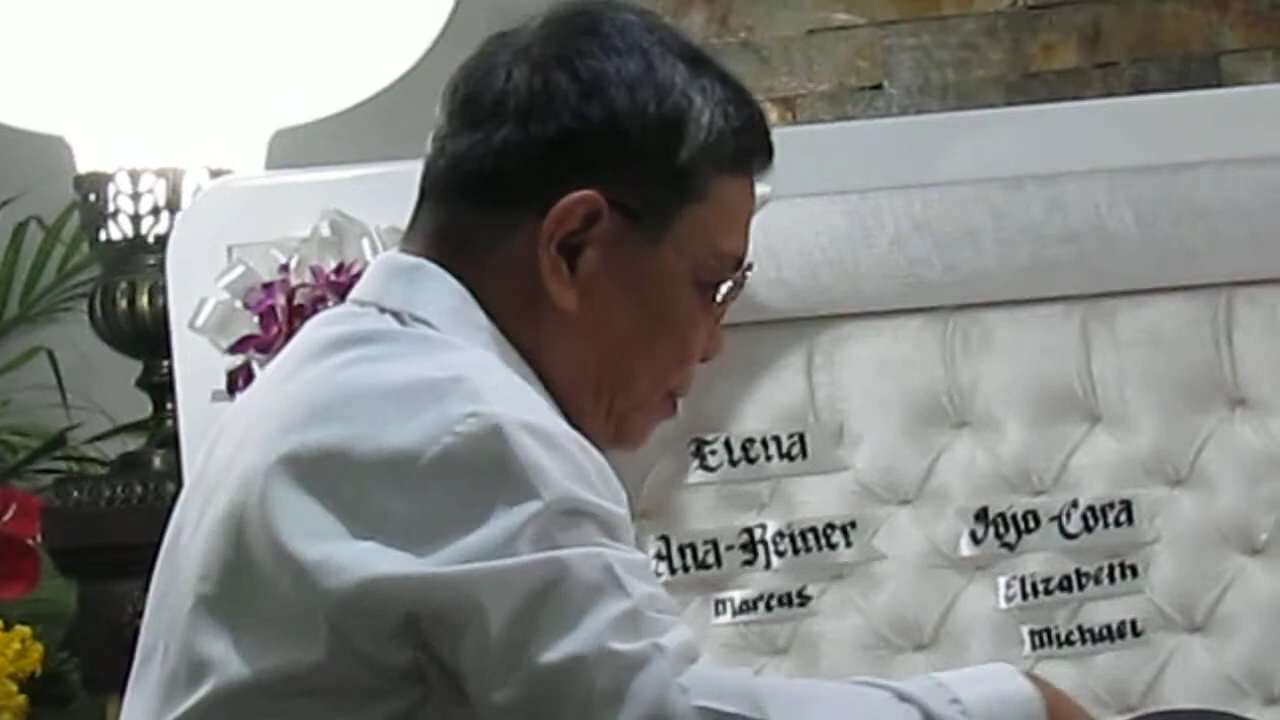 Elena
Ana-Reiner
Marcus
Jojo-Cora
Elizabeth
Michael